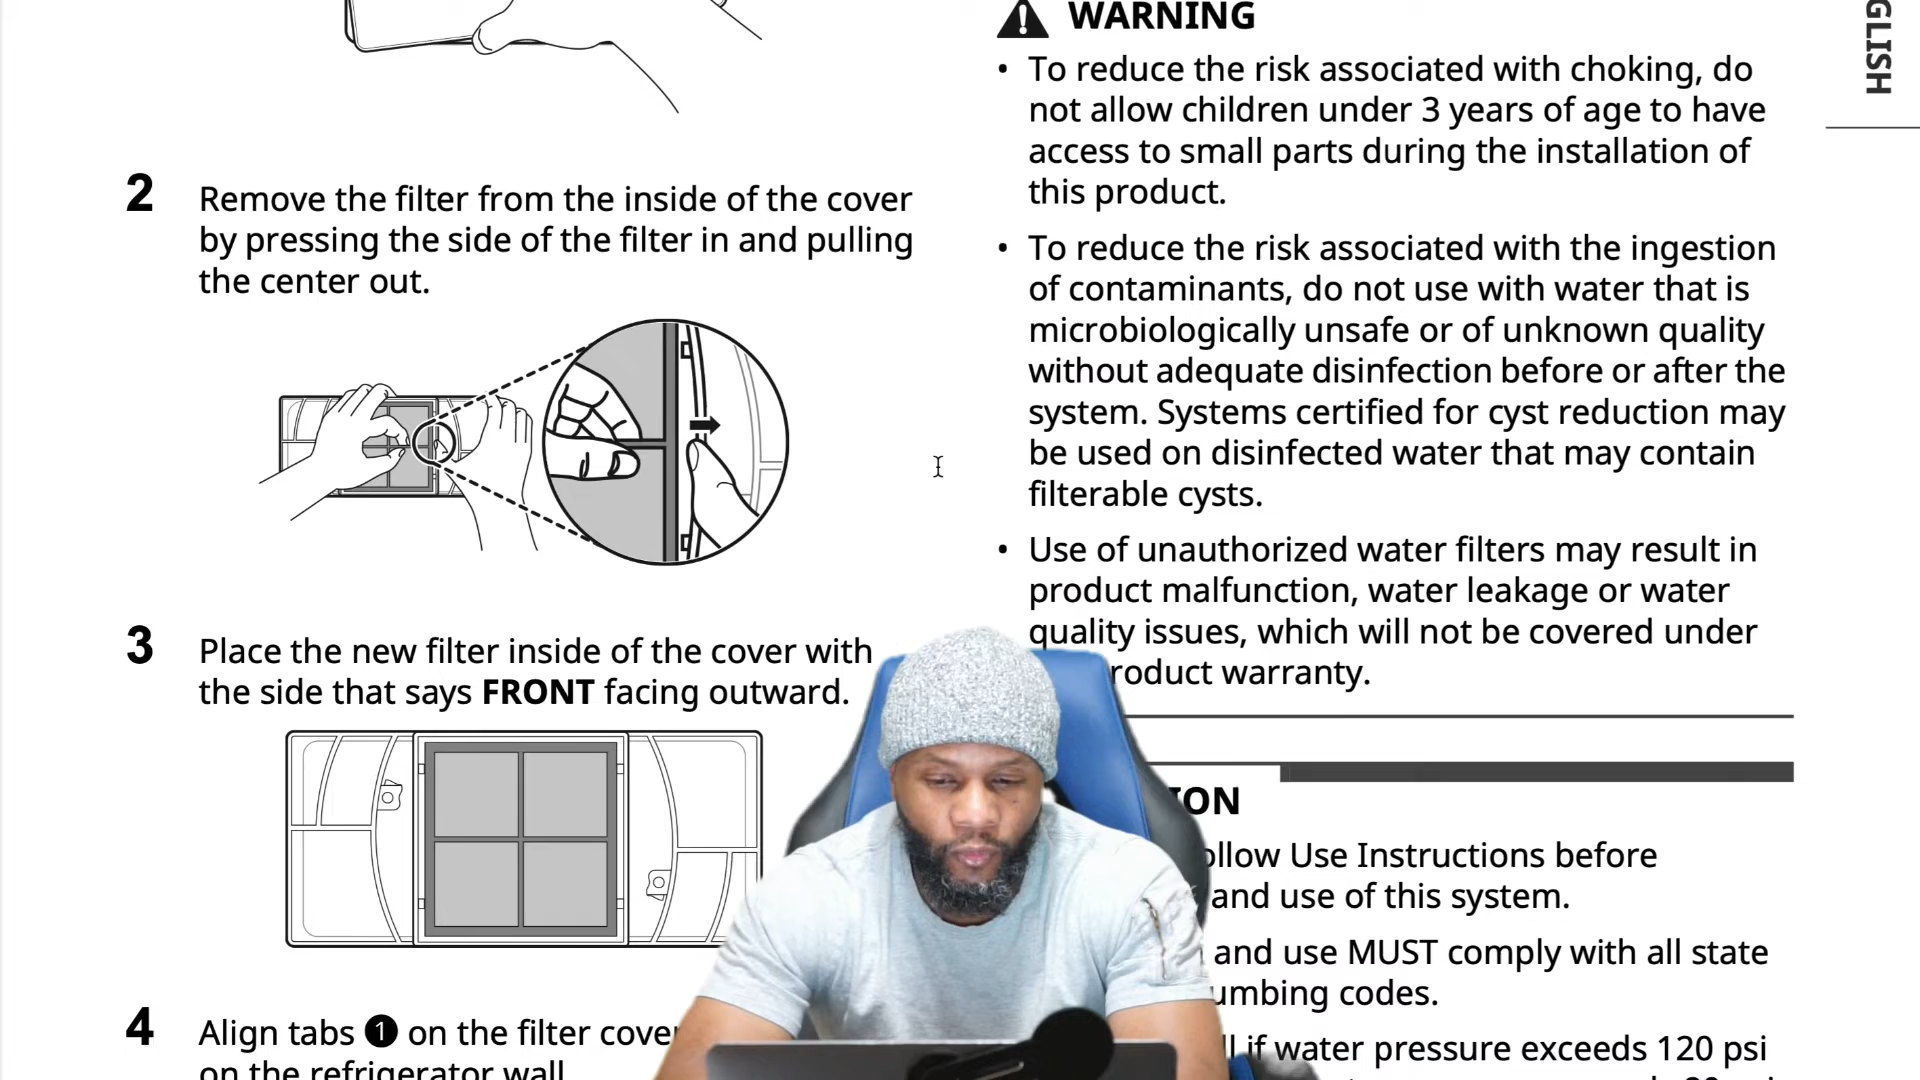 2 Remove the filter from the inside of the cover
by pressing the side of the filter in and pulling
the center out.
3 Place the new filter inside of the cover with
the side that says FRONT facing outward.
4 Align tabs 1 on the filter cover
on the refrigerator wall
WARNING
• To reduce the risk associated with choking, do
not allow children under 3 years of age to have
access to small parts during the installation of
this product.
• To reduce the risk associated with the ingestion
of contaminants, do not use with water that is
microbiologically unsafe or of unknown quality
without adequate disinfection before or after the
system. Systems certified for cyst reduction may
be used on disinfected water that may contain
filterable cysts.
• Use of unauthorized water filters may result in
product malfunction, water leakage or water
quality issues, which will not be covered under
roduct warranty.
ION
ollow Use Instructions before
and use of this system.
and use MUST comply with all state
umbing codes.
if water pressure exceeds 120 psi
GLISH